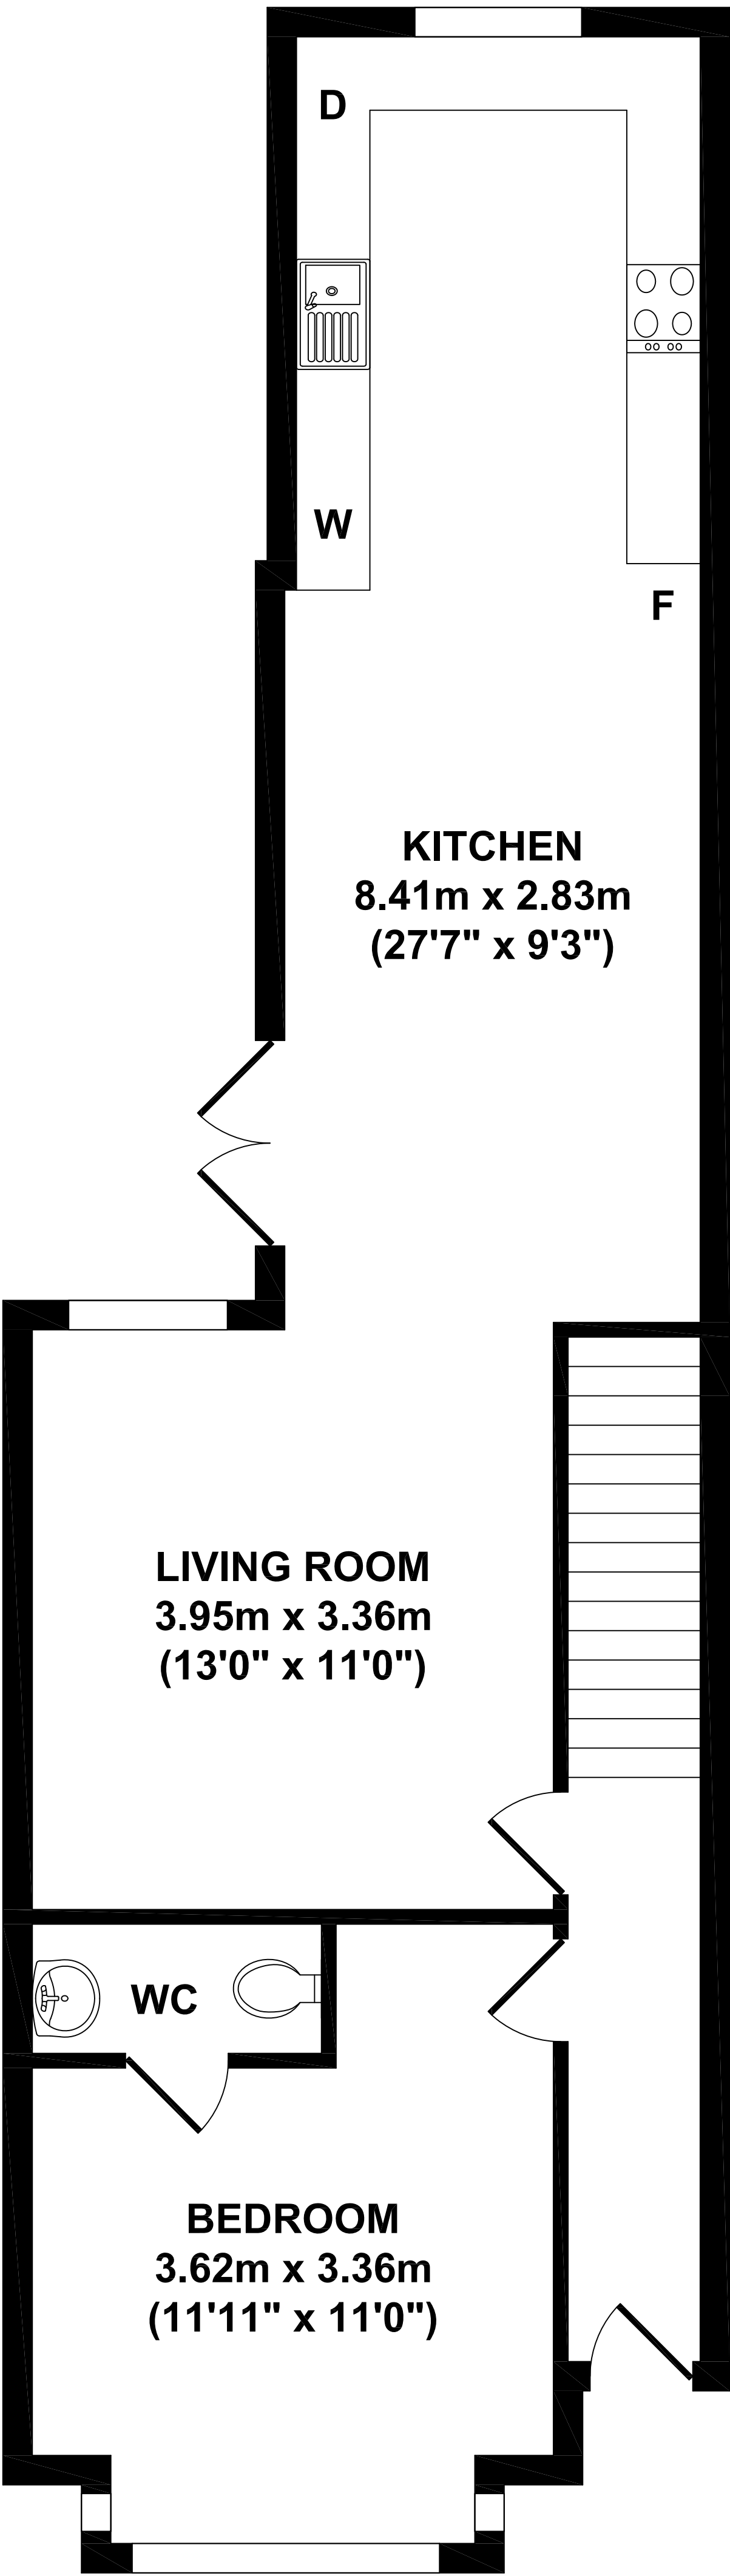 D
W
F
KITCHEN
8.41m x 2.83m
(27'7" x 9'3")
LIVING ROOM
3.95m x 3.36m
(13'0" x 11'0")
WC
BEDROOM
3.62m x 3.36m
(11'11" x 11'0")